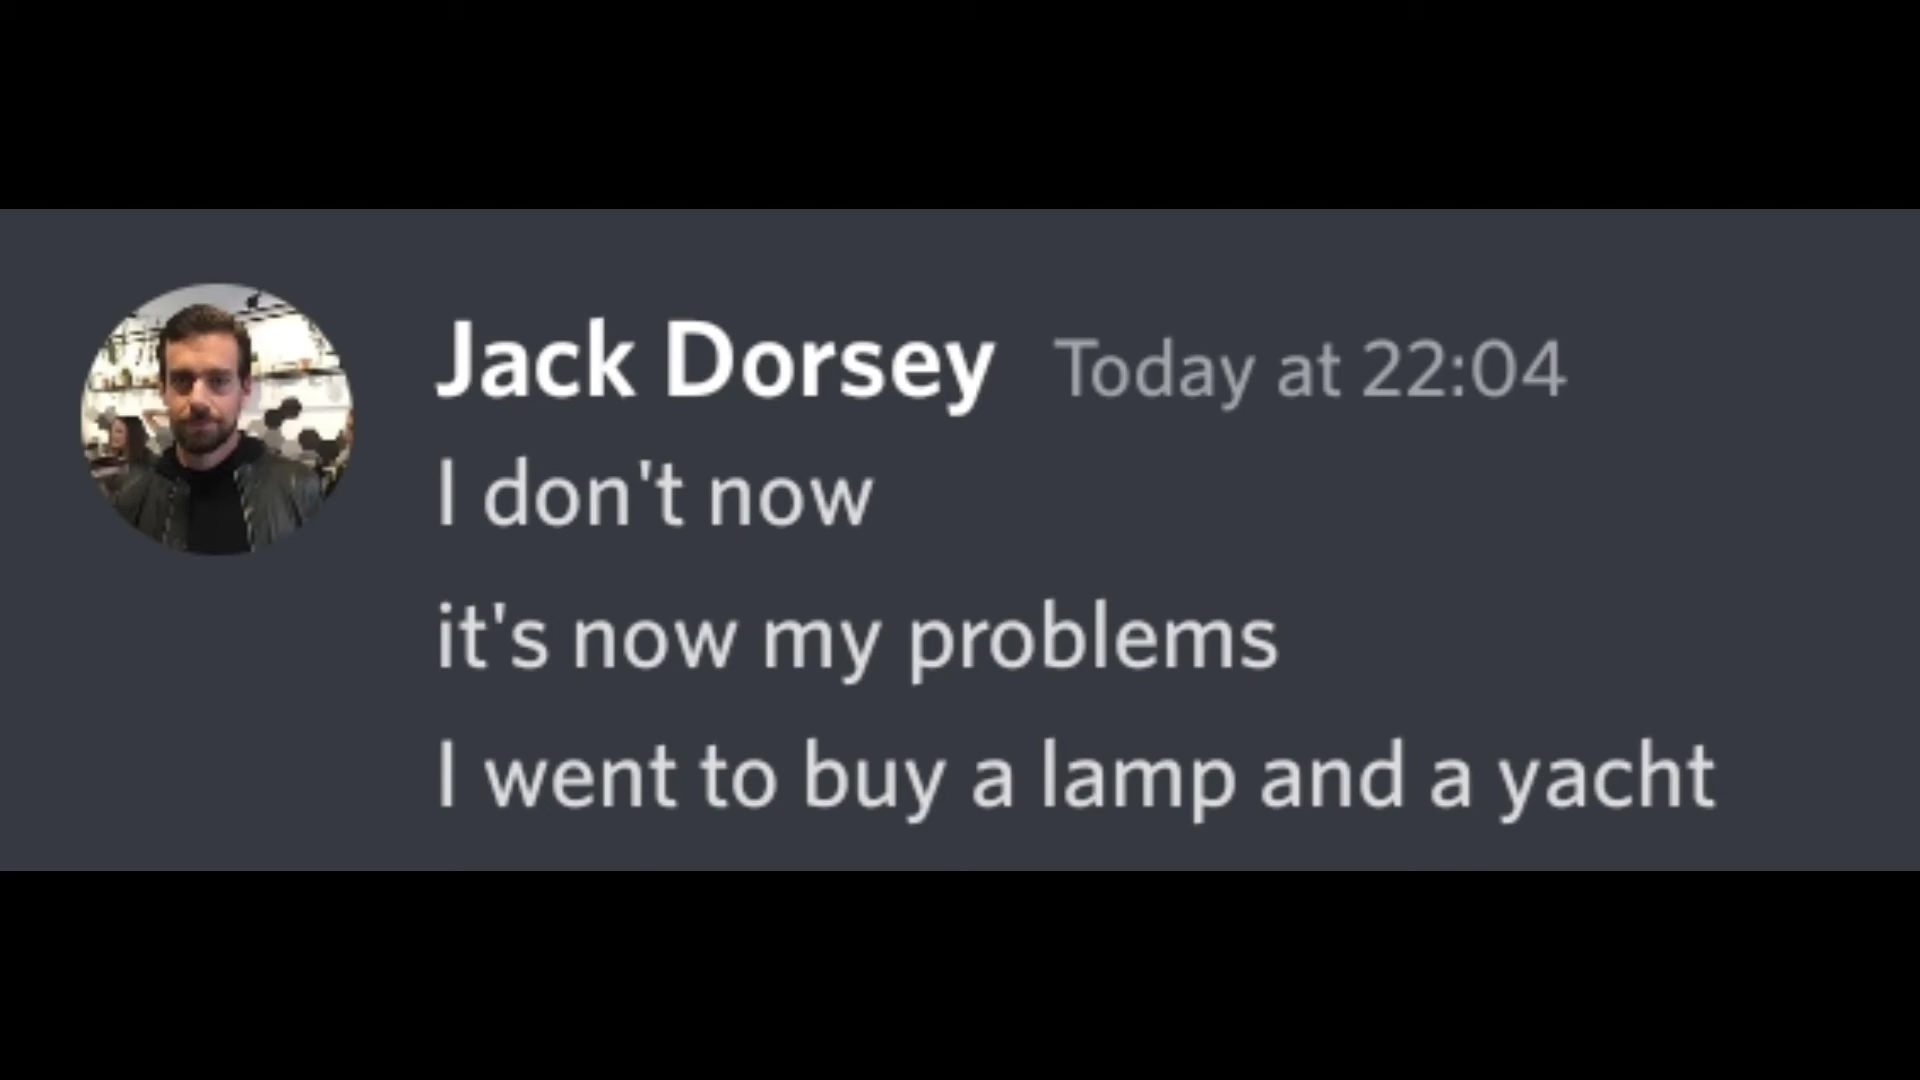 Jack Dorsey Today at 22:04
I don't now
it's now my problems
I went to buy a lamp and a yacht